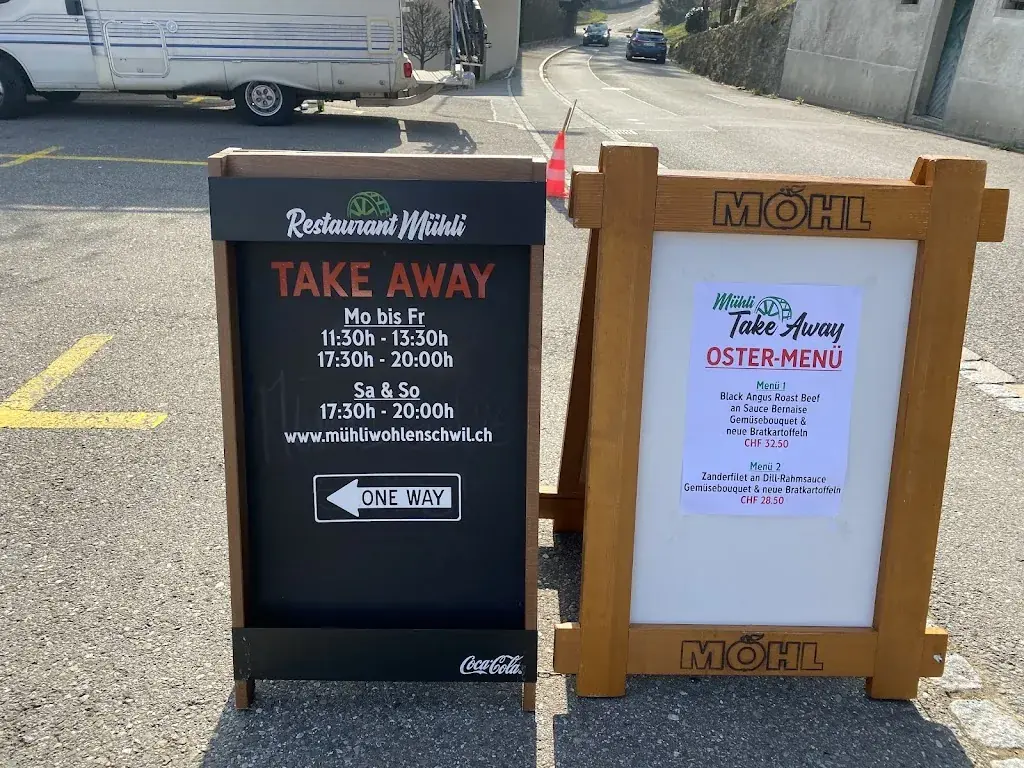 Restaurant Mühli
TAKE AWAY
Mo bis Fr
11:30h - 13:30h
17:30h - 20:00h
Sa & So
17:30h - 20:00h
www.mühliwohlenschwil.ch
ONE WAY
Coca-Cola
MÖHL
Mühli
Take Away
OSTER-MENÜ
Menü 1
Black Angus Roast Beef
an Sauce Bernaise
Gemüsebouquet &
neue Bratkartoffeln
CHF 32.50
Menü 2
Zanderfilet an Dill-Rahmsauce
Gemüsebouquet & neue Bratkartoffeln
CHF 28.50
MÖHL